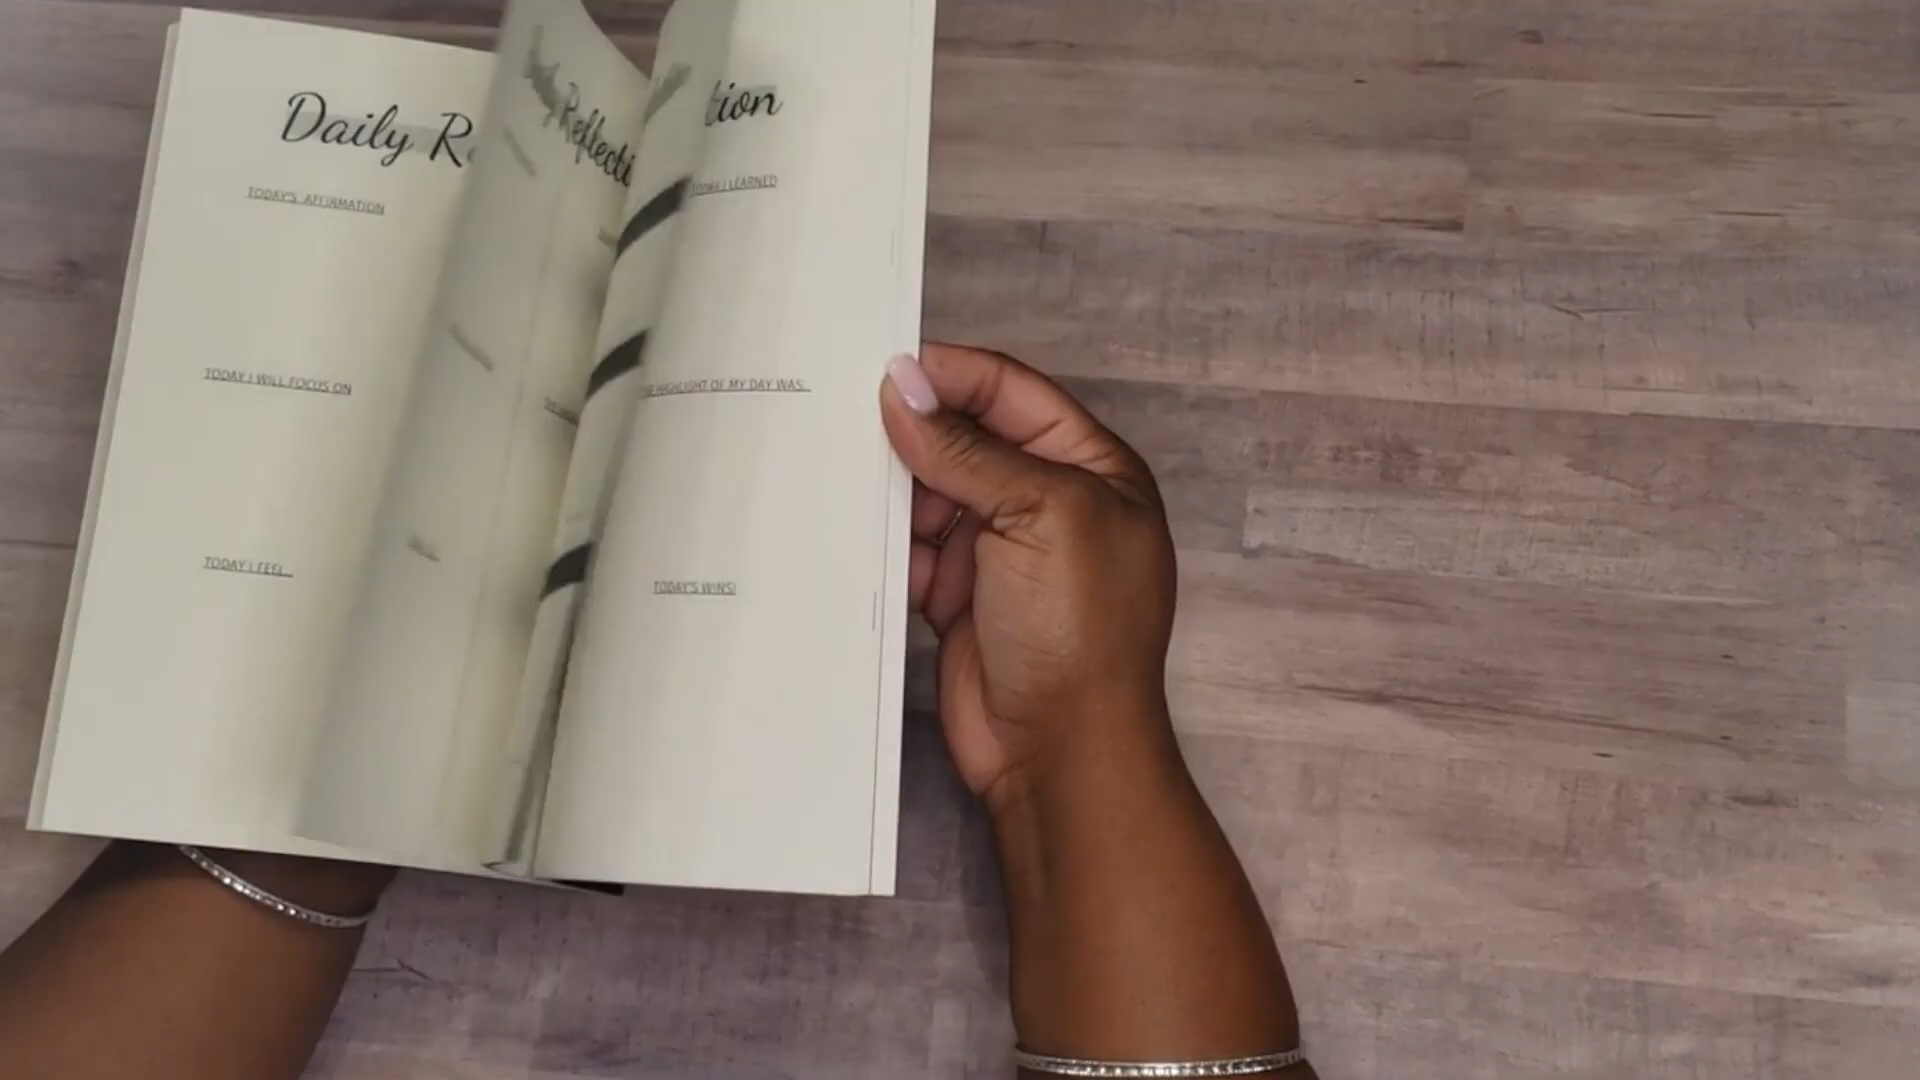 Daily
TODAY'S AFFIRMATION
TODAY I WILL FOCUS ON
TODAY I FEEL...
Reflecti
tion
TODAY I LEARNED
HIGHLIGHT OF MY DAY WAS...
TODAY'S WINS!